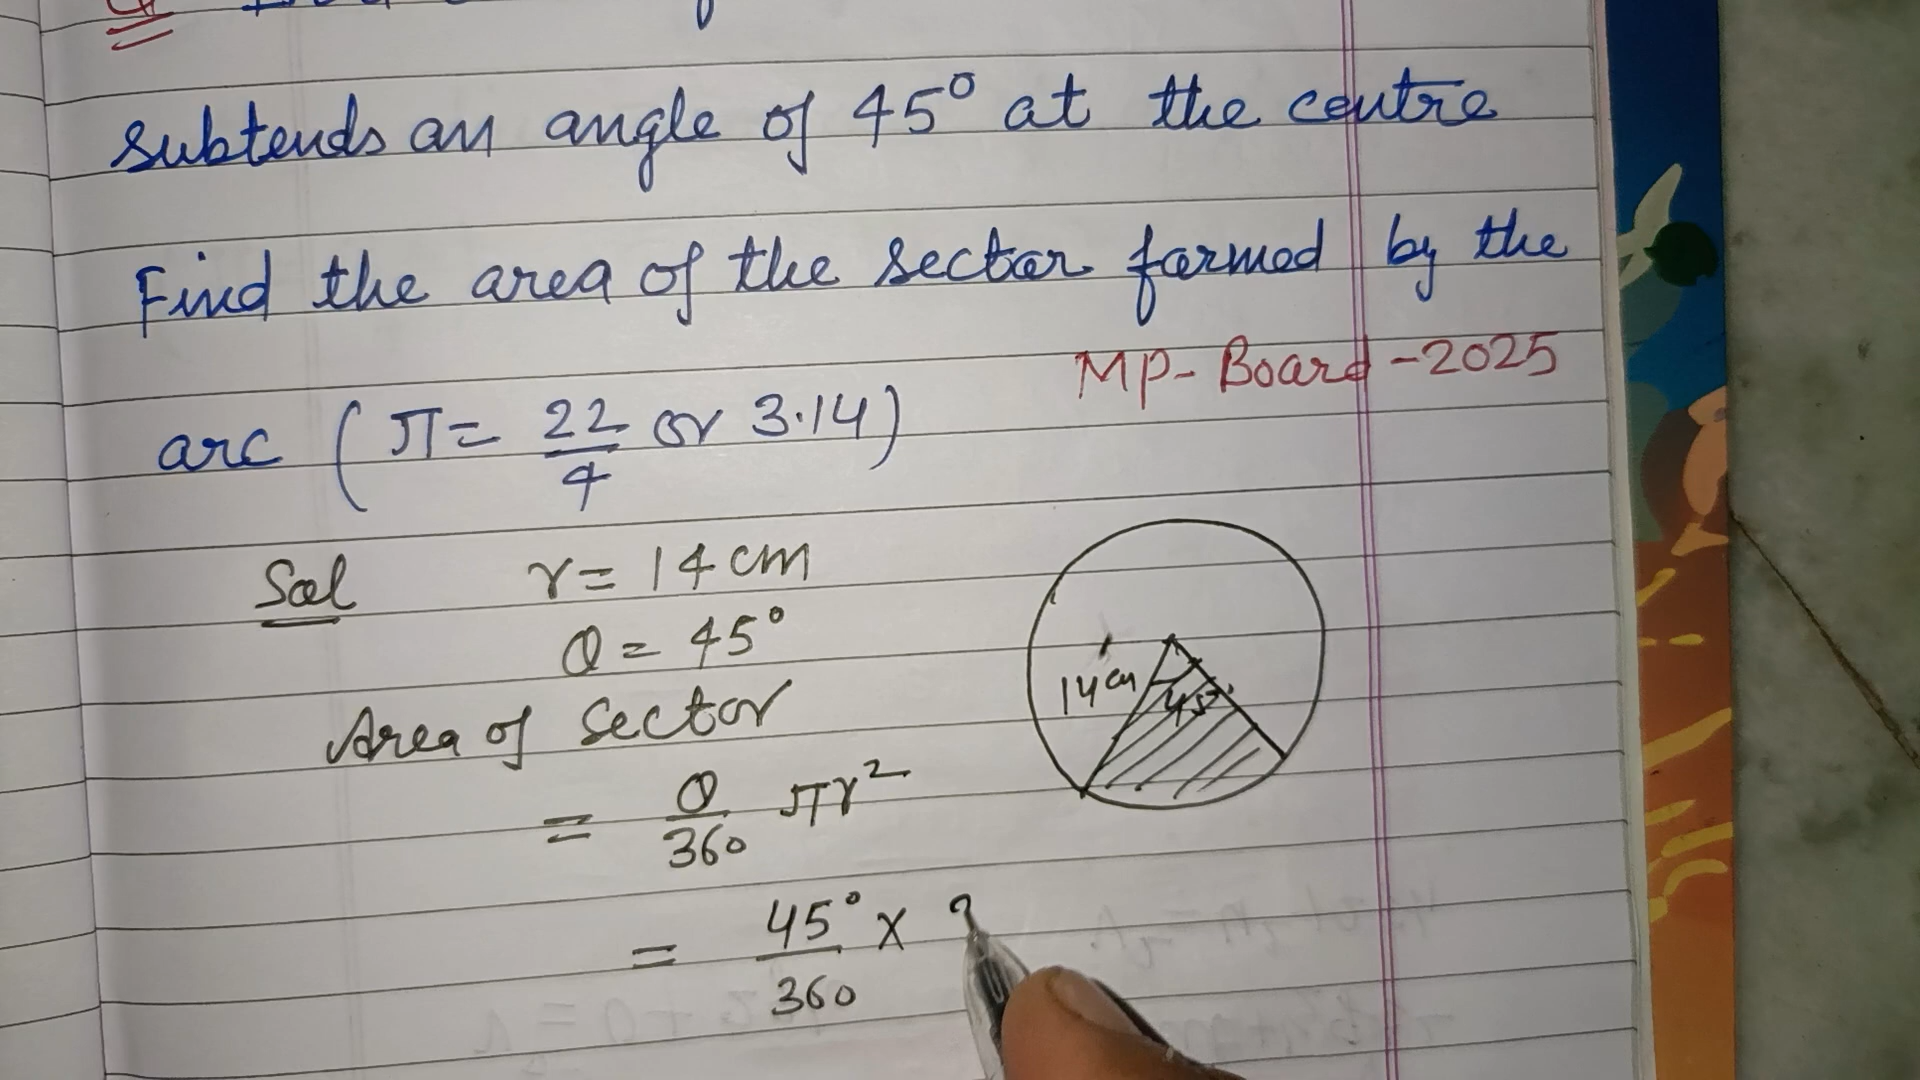 subtends an angle of 45° at the centre
Find the area of the sector formed by the
MP-Board-2025
arc (π= 22/4 or 3.14)
Sol r= 14 cm
θ= 45°
14cm
45°
Area of sector
= θ/360 πr²
= 45°/360 ×